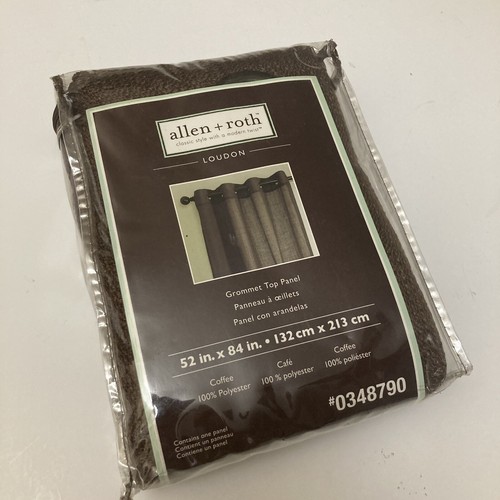 allen + roth™
classic style with a modern twist™
LOUDON
Grommet Top Panel
Panneau à œillets
Panel con arandelas
52 in. x 84 in. • 132 cm x 213 cm
Coffee Café Coffee
100% Polyester 100 % polyester 100% poliéster
#0348790
Contains one panel
Contient un panneau
Contiene un panel